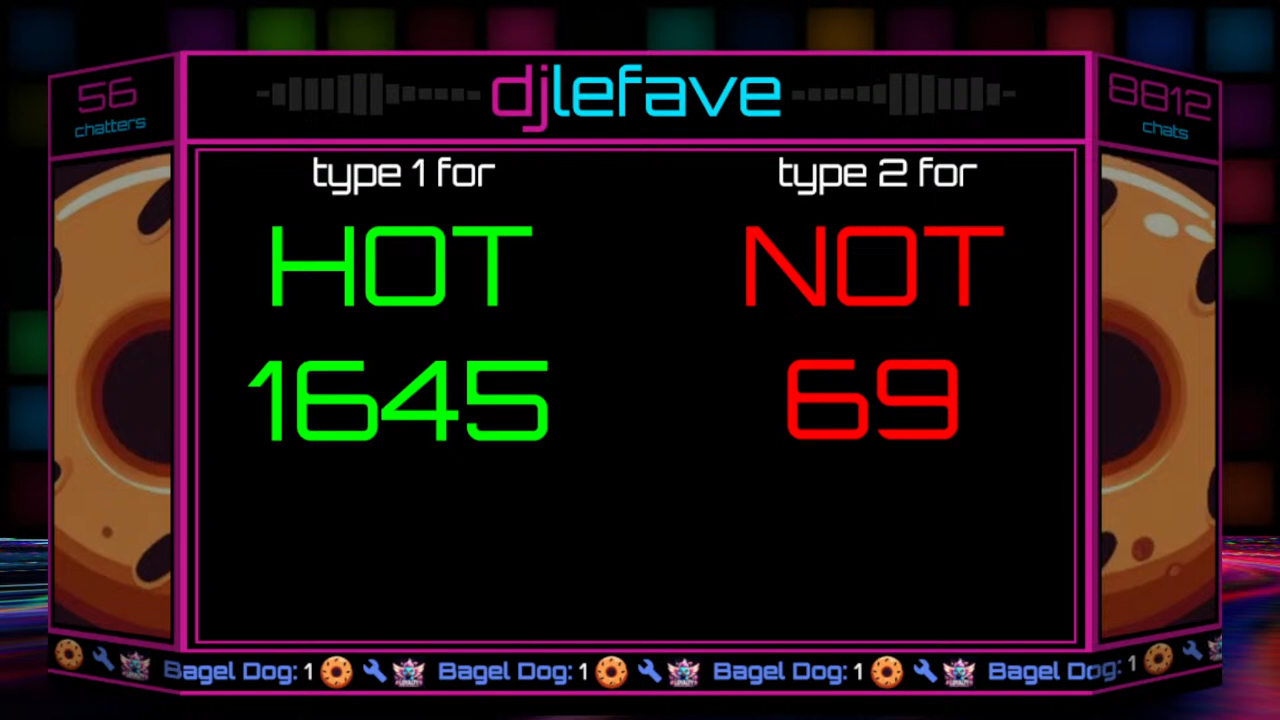 56
chatters
djlefave
8812
chats
type 1 for
HOT
1645
type 2 for
NOT
69
Bagel Dog: 1 Bagel Dog: 1 Bagel Dog: 1 Bagel Dog: 1